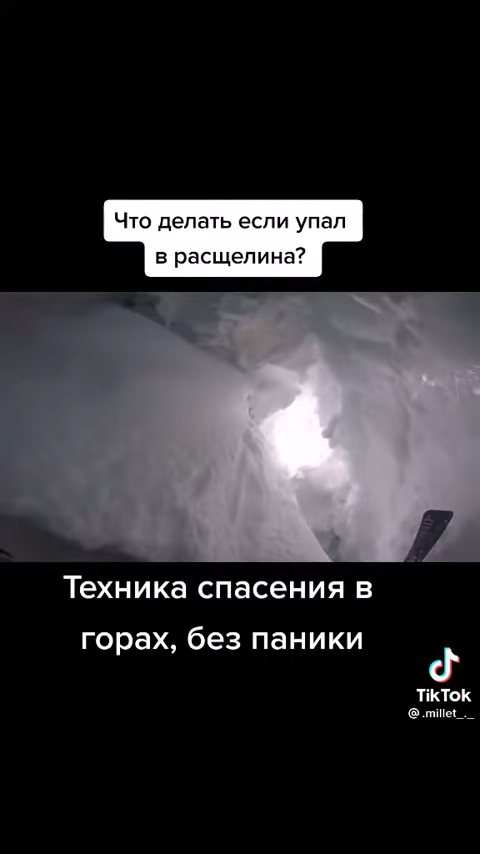 Что делать если упал
в расщелина?
Техника спасения в
горах, без паники
TikTok
@.millet_._